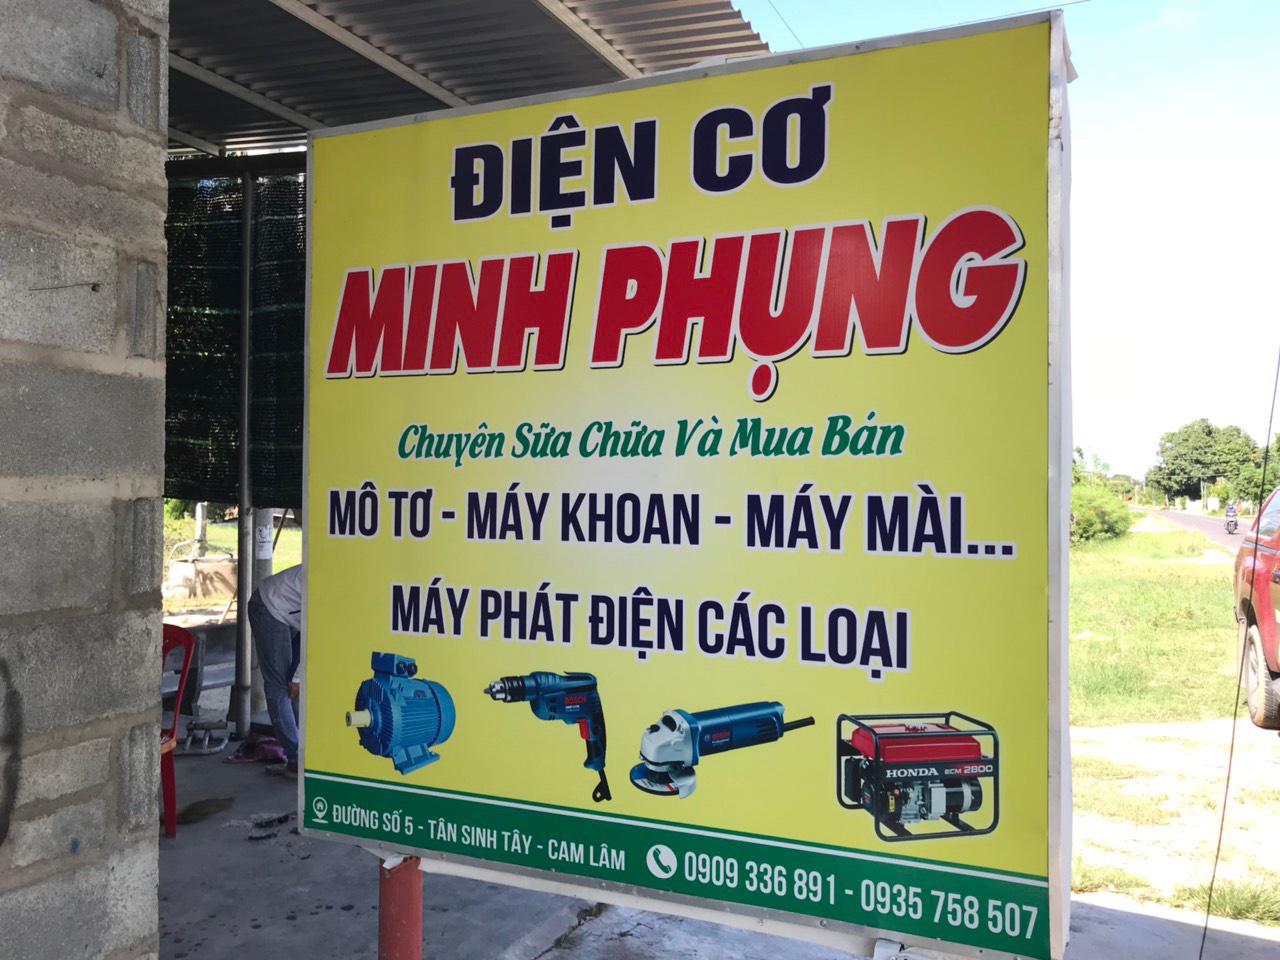 ĐIỆN CƠ
MINH PHỤNG
Chuyên Sữa Chữa Và Mua Bán
MÔ TƠ - MÁY KHOAN - MÁY MÀI...
MÁY PHÁT ĐIỆN CÁC LOẠI
BOSCH
BOSCH
HONDA ECM 2800
ĐƯỜNG SỐ 5 - TÂN SINH TÂY - CAM LÂM 0909 336 891 - 0935 758 507